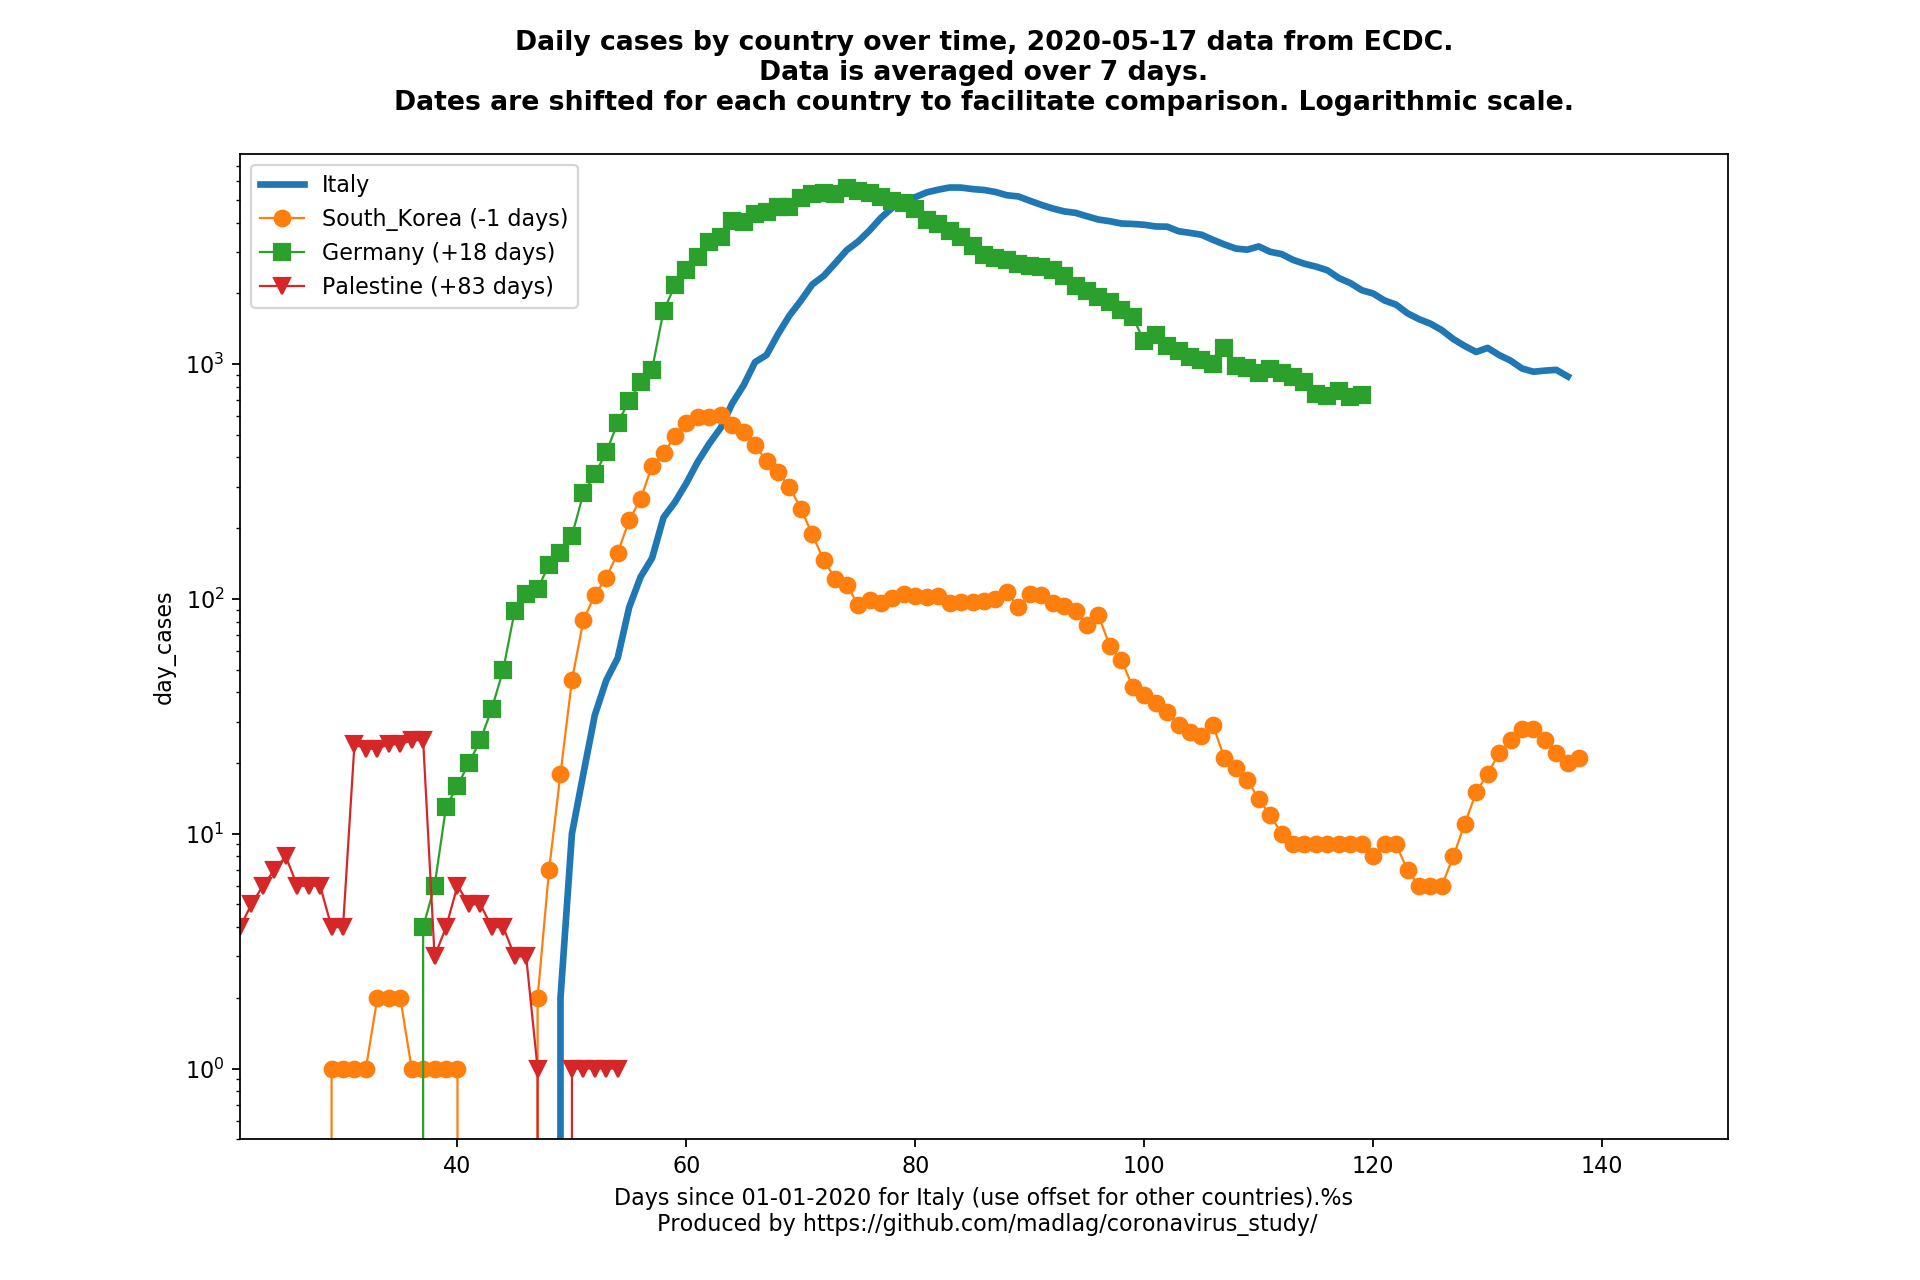 Daily cases by country over time, 2020-05-17 data from ECDC.
Data is averaged over 7 days.
Dates are shifted for each country to facilitate comparison. Logarithmic scale.
Italy
South_Korea (-1 days)
Germany (+18 days)
Palestine (+83 days)
day_cases
10³
10²
10¹
10⁰
40 60 80 100 120 140
Days since 01-01-2020 for Italy (use offset for other countries).%s
Produced by https://github.com/madlag/coronavirus_study/